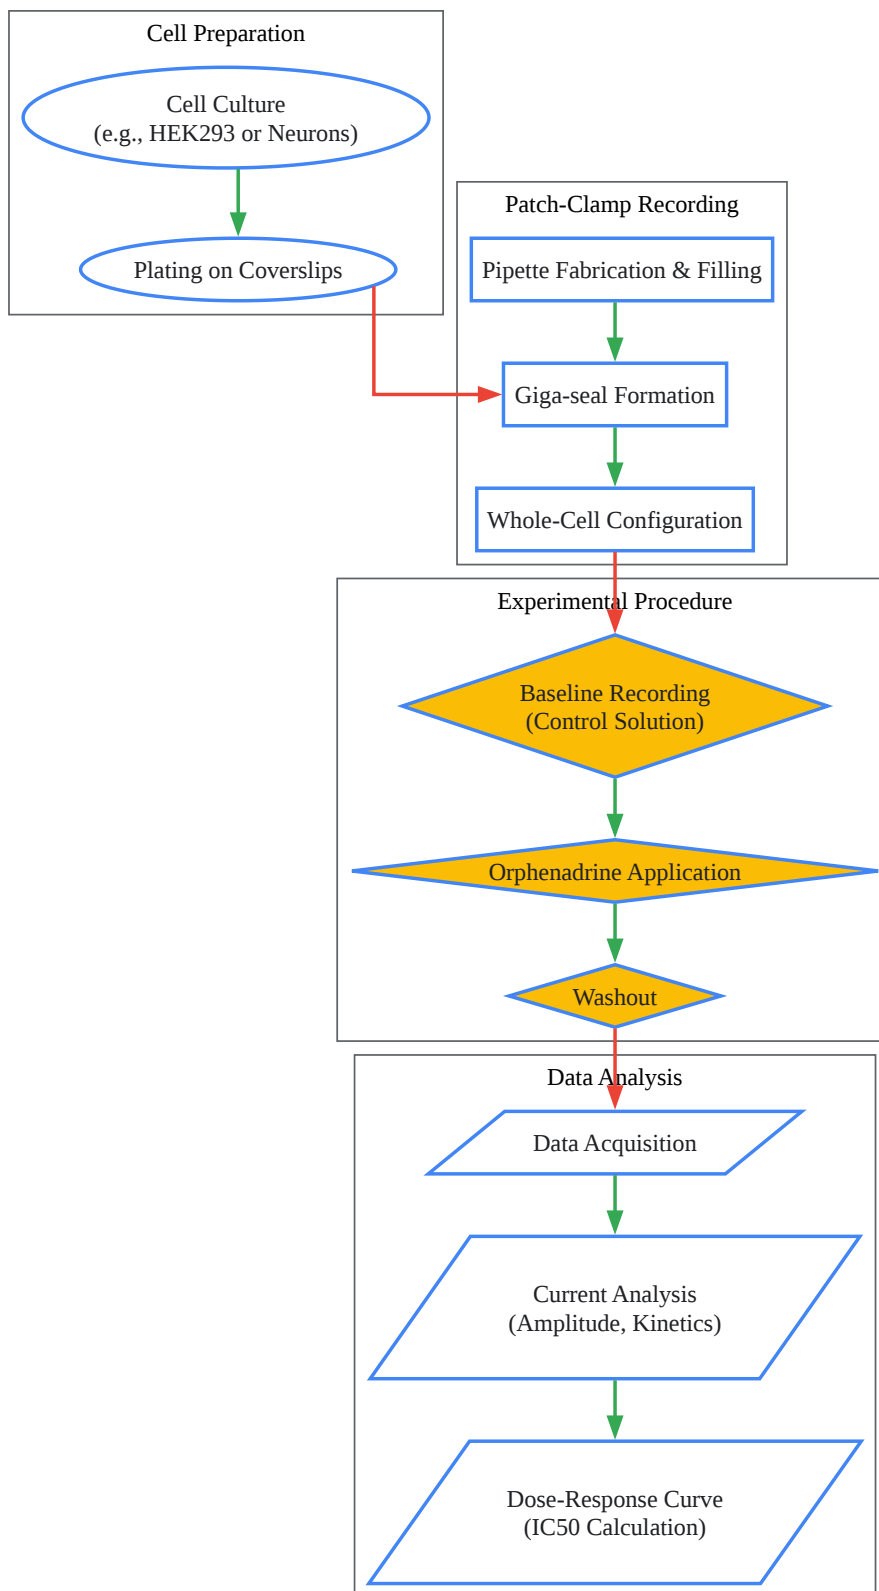 Cell Preparation
Cell Culture
(e.g., HEK293 or Neurons)
Plating on Coverslips
Patch-Clamp Recording
Pipette Fabrication & Filling
Giga-seal Formation
Whole-Cell Configuration
Experimental Procedure
Baseline Recording
(Control Solution)
Orphenadrine Application
Washout
Data Analysis
Data Acquisition
Current Analysis
(Amplitude, Kinetics)
Dose-Response Curve
(IC50 Calculation)